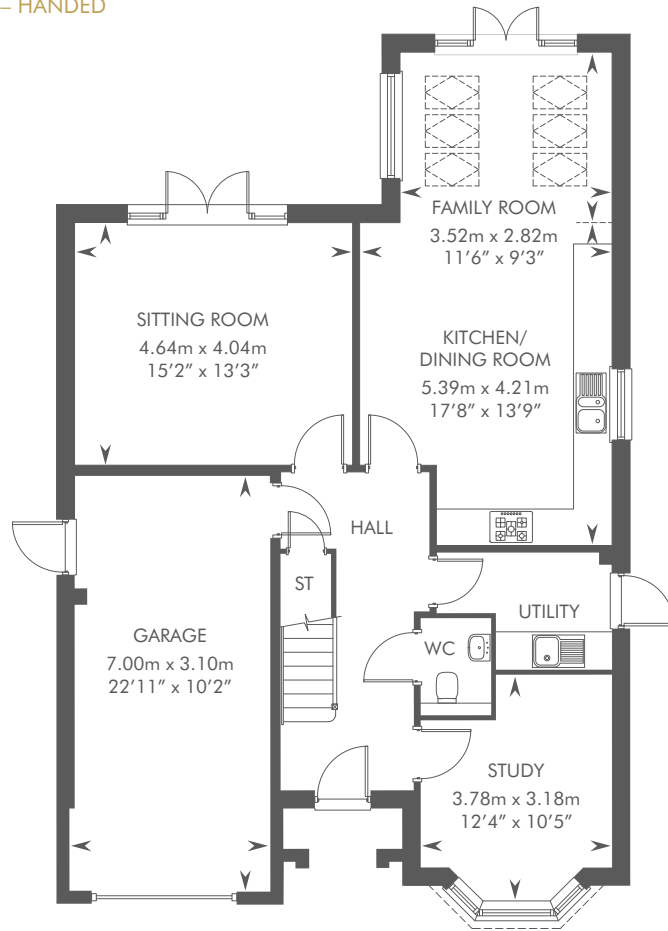 – HANDED
FAMILY ROOM
3.52m x 2.82m
11’6” x 9’3”
SITTING ROOM
4.64m x 4.04m
15’2” x 13’3”
KITCHEN/
DINING ROOM
5.39m x 4.21m
17’8” x 13’9”
HALL
ST
UTILITY
GARAGE
7.00m x 3.10m
22’11” x 10’2”
WC
STUDY
3.78m x 3.18m
12’4” x 10’5”